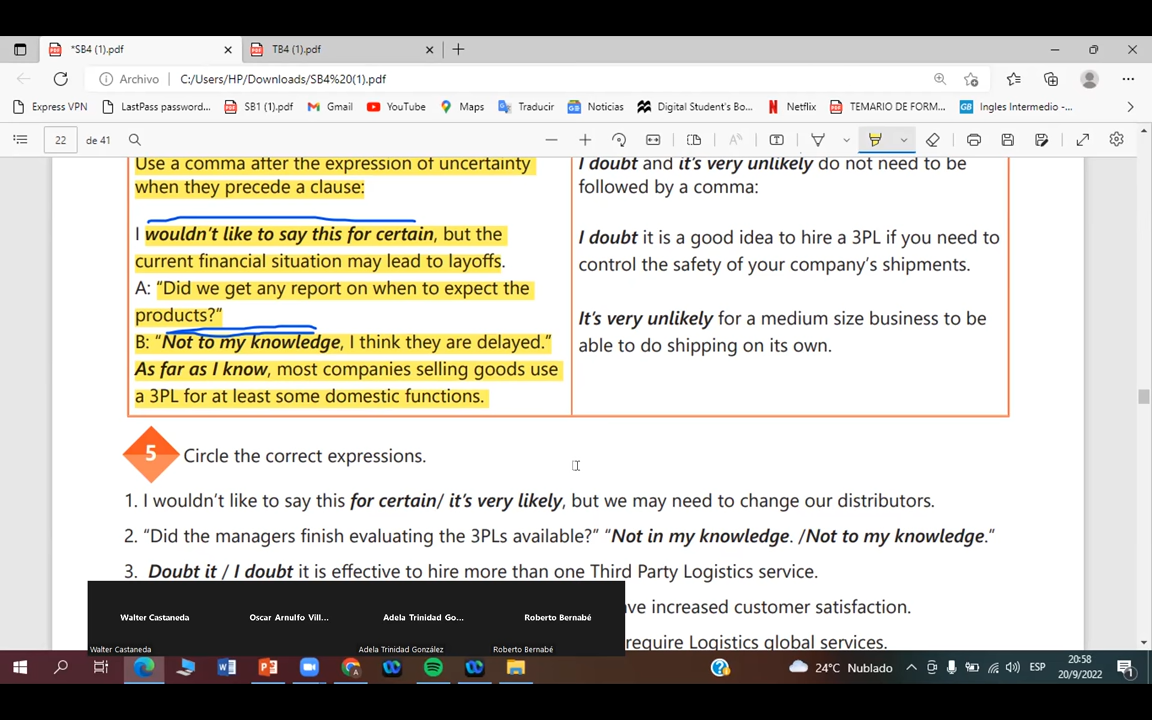 *SB4 (1).pdf
TB4 (1).pdf
Archivo
C:/Users/HP/Downloads/SB4%20(1).pdf
Express VPN
LastPass password...
SB1 (1).pdf
Gmail
YouTube
Maps
Traducir
Noticias
Digital Student's Bo...
Netflix
TEMARIO DE FORM...
Ingles Intermedio -...
22
de 41
Use a comma after the expression of uncertainty
when they precede a clause:
I wouldn't like to say this for certain, but the
current financial situation may lead to layoffs.
A: “Did we get any report on when to expect the
products?”
B: “Not to my knowledge, I think they are delayed.”
As far as I know, most companies selling goods use
a 3PL for at least some domestic functions.
I doubt and it's very unlikely do not need to be
followed by a comma:
I doubt it is a good idea to hire a 3PL if you need to
control the safety of your company's shipments.
It's very unlikely for a medium size business to be
able to do shipping on its own.
5
Circle the correct expressions.
1. I wouldn't like to say this for certain/ it's very likely, but we may need to change our distributors.
2. “Did the managers finish evaluating the 3PLs available?” “Not in my knowledge. /Not to my knowledge.”
3. Doubt it / I doubt it is effective to hire more than one Third Party Logistics service.
have increased customer satisfaction.
require Logistics global services.
Walter Castaneda
Oscar Arnulfo Vill...
Adela Trinidad Go...
Roberto Bernabé
Walter Castaneda
Adela Trinidad González
Roberto Bernabé
24°C Nublado
ESP
20:58
20/9/2022
1